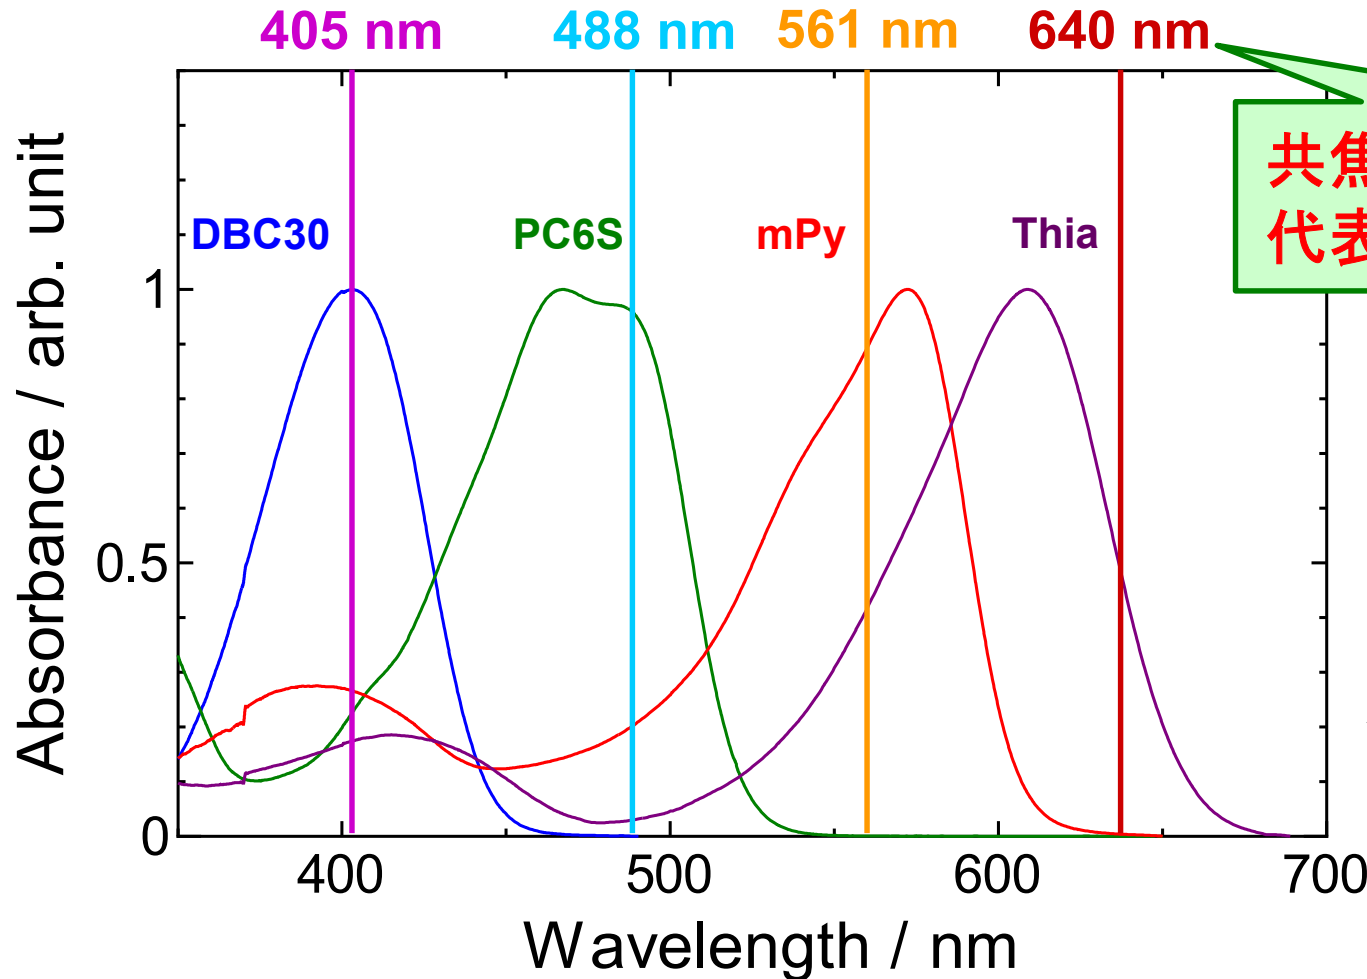 405 nm 488 nm 561 nm 640 nm
共焦
代表
DBC30 PC6S mPy Thia
Absorbance / arb. unit
1
0.5
0
400 500 600 700
Wavelength / nm